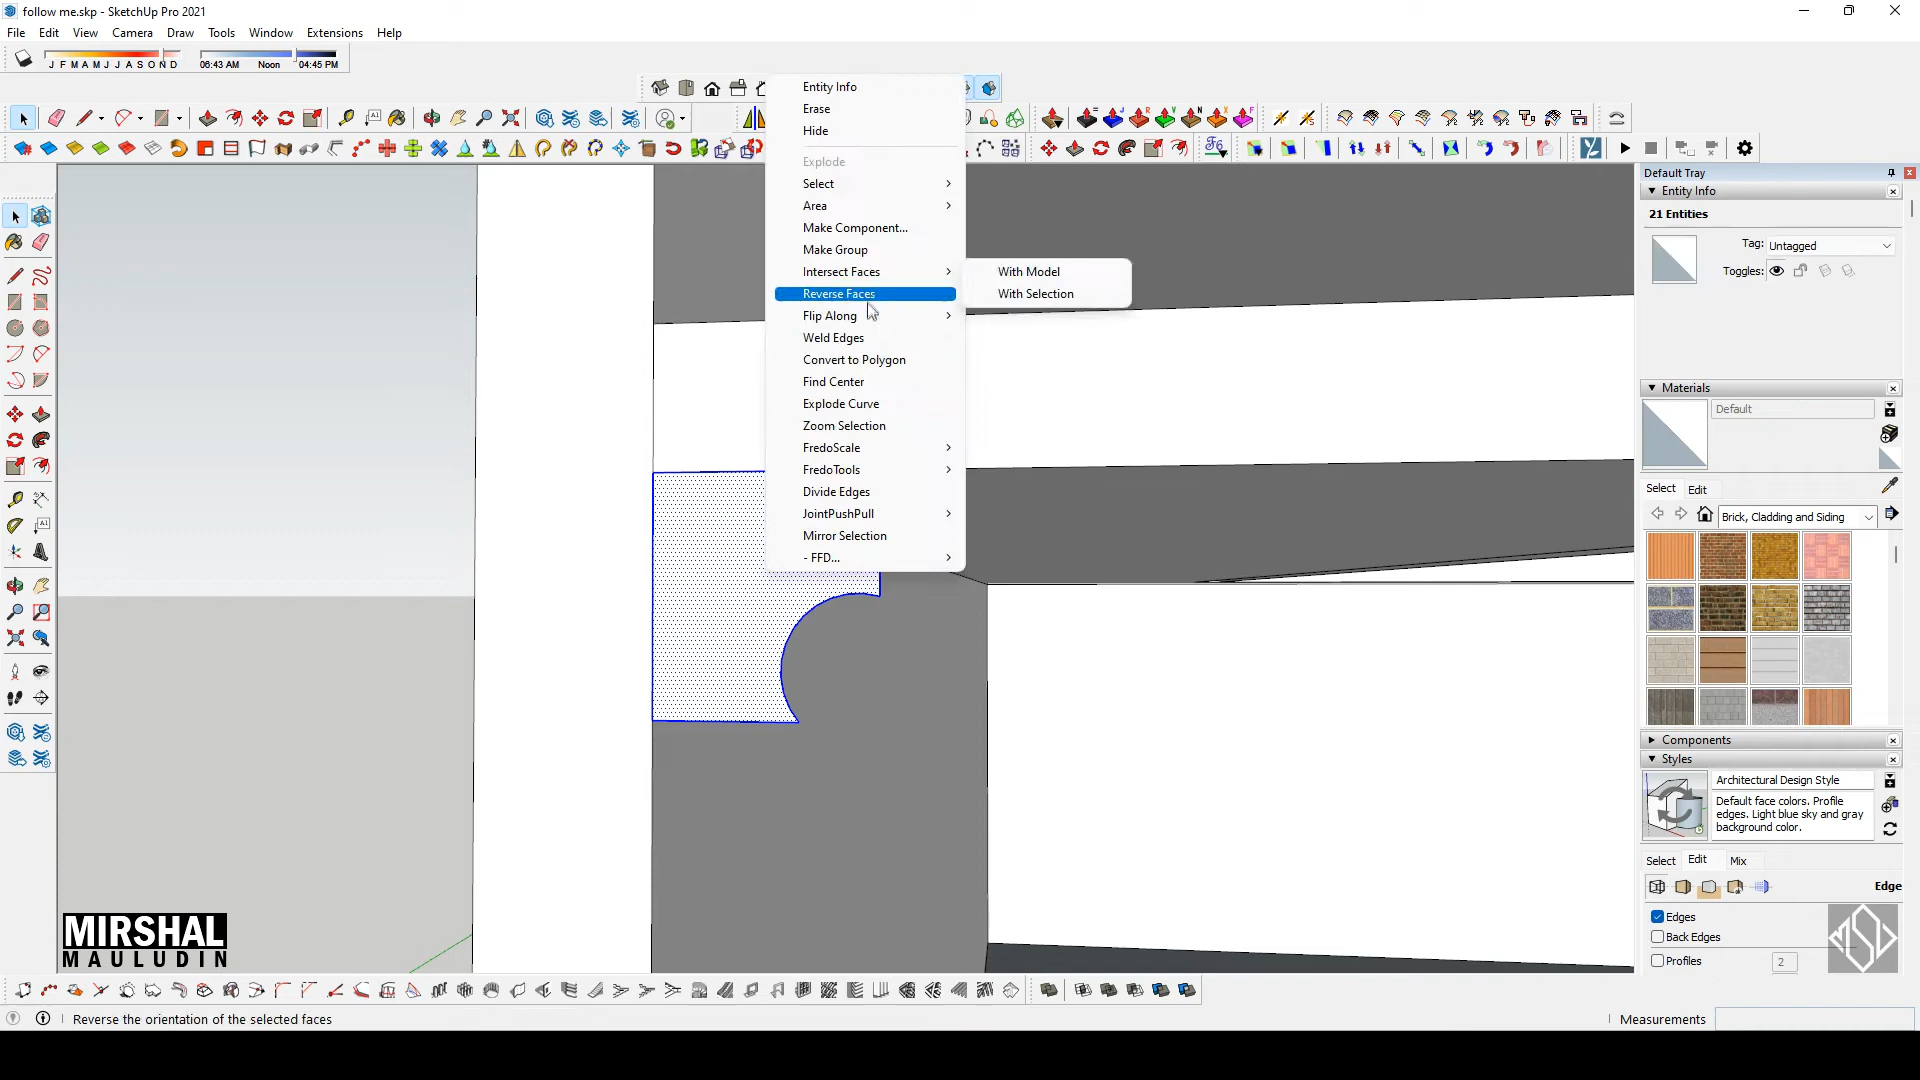 follow me.skp - SketchUp Pro 2021
File Edit View Camera Draw Tools Window Extensions Help
J F M A M J J A S O N D 06:43 AM Noon 04:45 PM
Entity Info
Erase
Hide
Explode
Select
Area
Make Component...
Make Group
Intersect Faces
Reverse Faces
Flip Along
Weld Edges
Convert to Polygon
Find Center
Explode Curve
Zoom Selection
FredoScale
FredoTools
Divide Edges
JointPushPull
Mirror Selection
- FFD...
With Model
With Selection
Default Tray
Entity Info
21 Entities
Tag: Untagged
Toggles:
Materials
Default
Select Edit
Brick, Cladding and Siding
Components
Styles
Architectural Design Style
Default face colors. Profile
edges. Light blue sky and gray
background color.
Select Edit Mix
Edge
Edges
Back Edges
Profiles 2
MIRSHAL
MAULUDIN
Reverse the orientation of the selected faces
Measurements